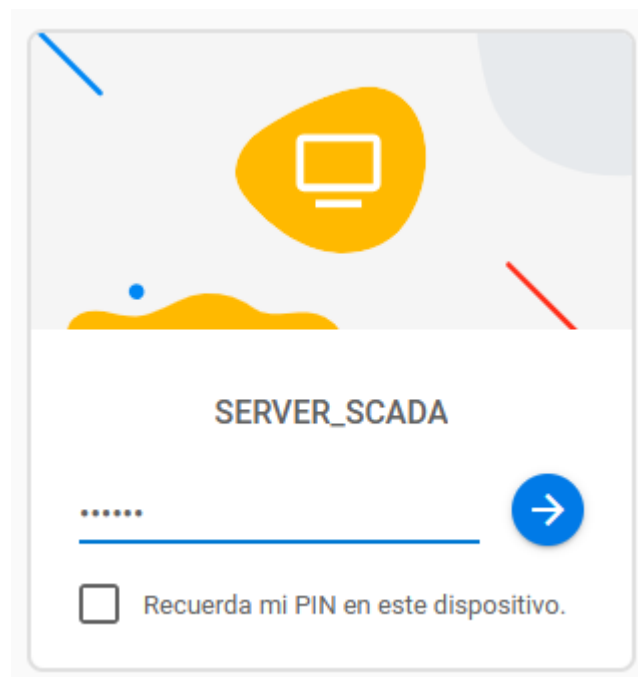 SERVER_SCADA
••••••
Recuerda mi PIN en este dispositivo.